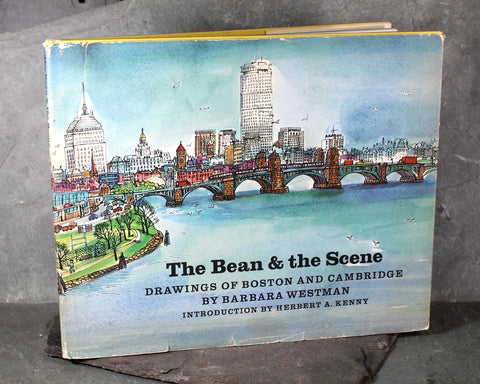 The Bean & the Scene
DRAWINGS OF BOSTON AND CAMBRIDGE
BY BARBARA WESTMAN
INTRODUCTION BY HERBERT A. KENNY